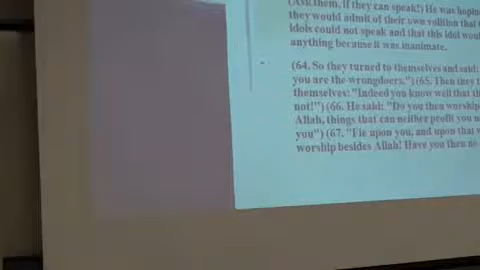 (Ask them, if they can speak!) He was hopin
they would admit of their own volition that
idols could not speak and that this idol wou
anything because it was inanimate.
(64. So they turned to themselves and said:
you are the wrongdoers.")(65. Then they t
themselves: "Indeed you know well that th
not!")(66. He said: "Do you then worship
Allah, things that can neither profit you n
you")(67. "Fie upon you, and upon that w
worship besides Allah! Have you then no